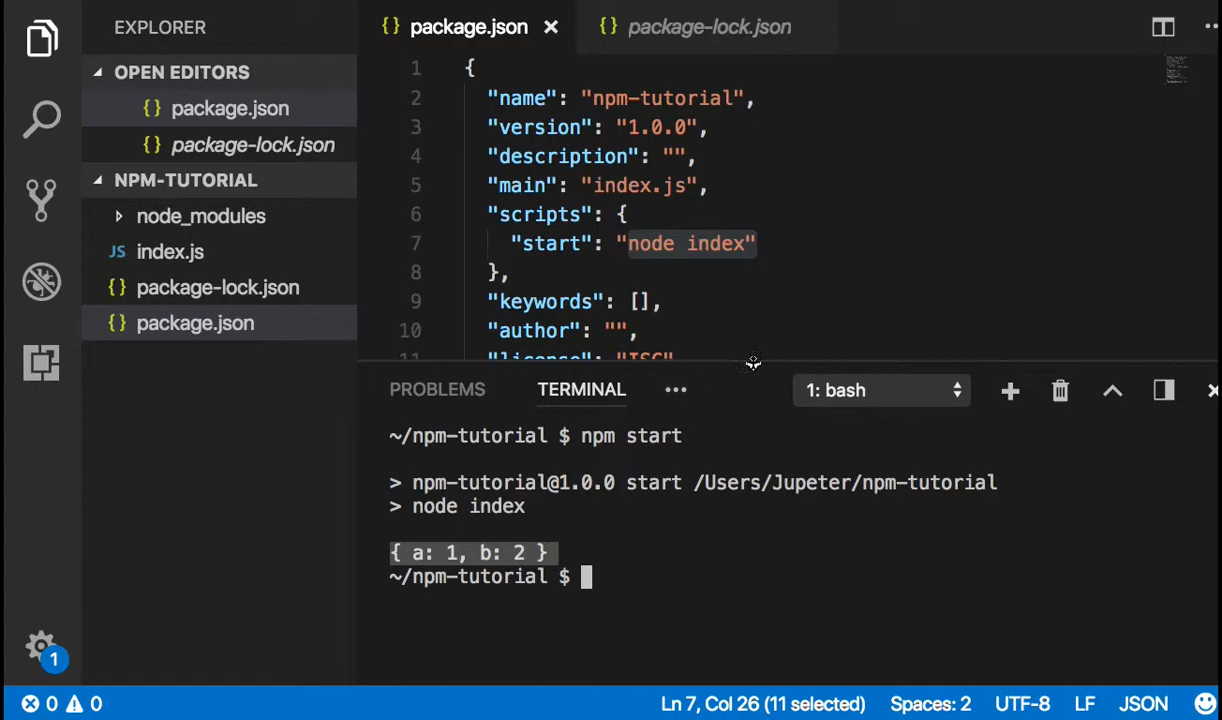 EXPLORER
OPEN EDITORS
{} package.json
{} package-lock.json
NPM-TUTORIAL
node_modules
JS index.js
{} package-lock.json
{} package.json
1
{} package.json
{} package-lock.json
1 {
2 "name": "npm-tutorial",
3 "version": "1.0.0",
4 "description": "",
5 "main": "index.js",
6 "scripts": {
7 "start": "node index"
8 },
9 "keywords": [],
10 "author": "",
11 "license": "ISC"
PROBLEMS TERMINAL ••• 1: bash
~/npm-tutorial $ npm start
> npm-tutorial@1.0.0 start /Users/Jupeter/npm-tutorial
> node index
{ a: 1, b: 2 }
~/npm-tutorial $
0 0 Ln 7, Col 26 (11 selected) Spaces: 2 UTF-8 LF JSON